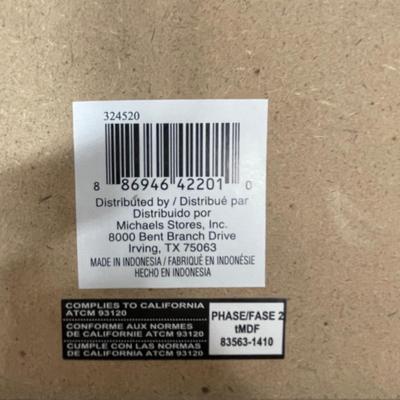 324520
8 86946 42201 0
Distributed by / Distribué par
Distribuido por
Michaels Stores, Inc.
8000 Bent Branch Drive
Irving, TX 75063
MADE IN INDONESIA / FABRIQUÉ EN INDONÉSIE
HECHO EN INDONESIA
COMPLIES TO CALIFORNIA
ATCM 93120
CONFORME AUX NORMES
DE CALIFORNIE ATCM 93120
CUMPLE CON LAS NORMAS
DE CALIFORNIA ATCM 93120
PHASE/FASE 2
tMDF
83563-1410